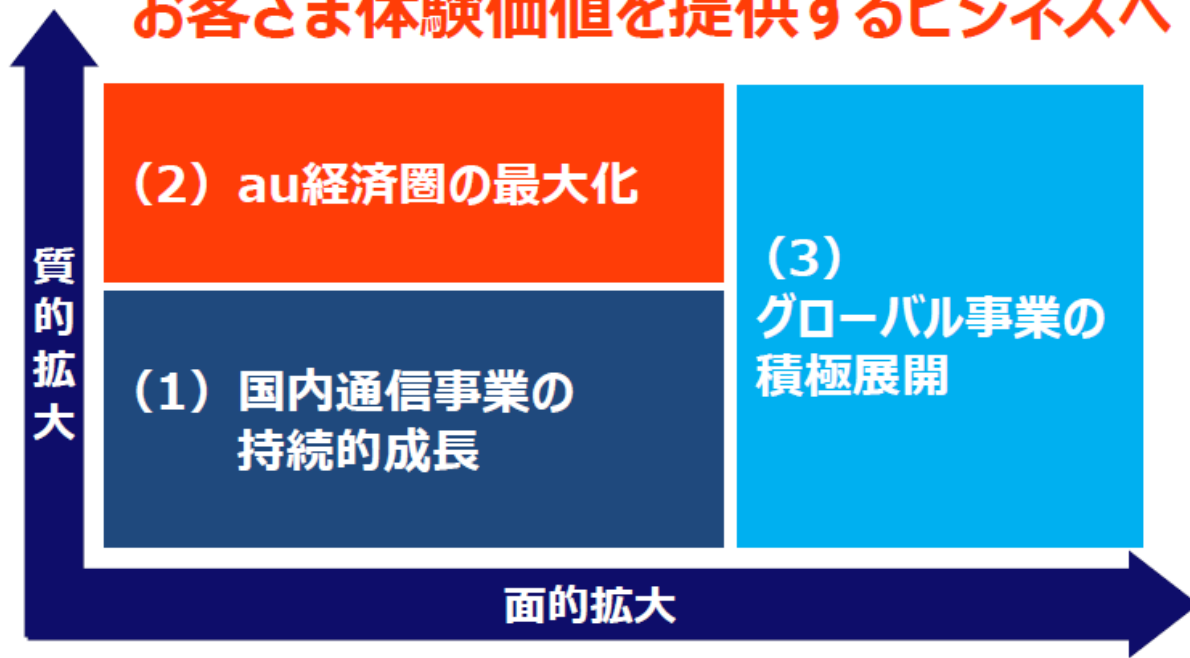 お客さま体験価値を提供するビジネスへ
（2）au経済圏の最大化
（3）
グローバル事業の
積極展開
（1）国内通信事業の
持続的成長
質的拡大
面的拡大